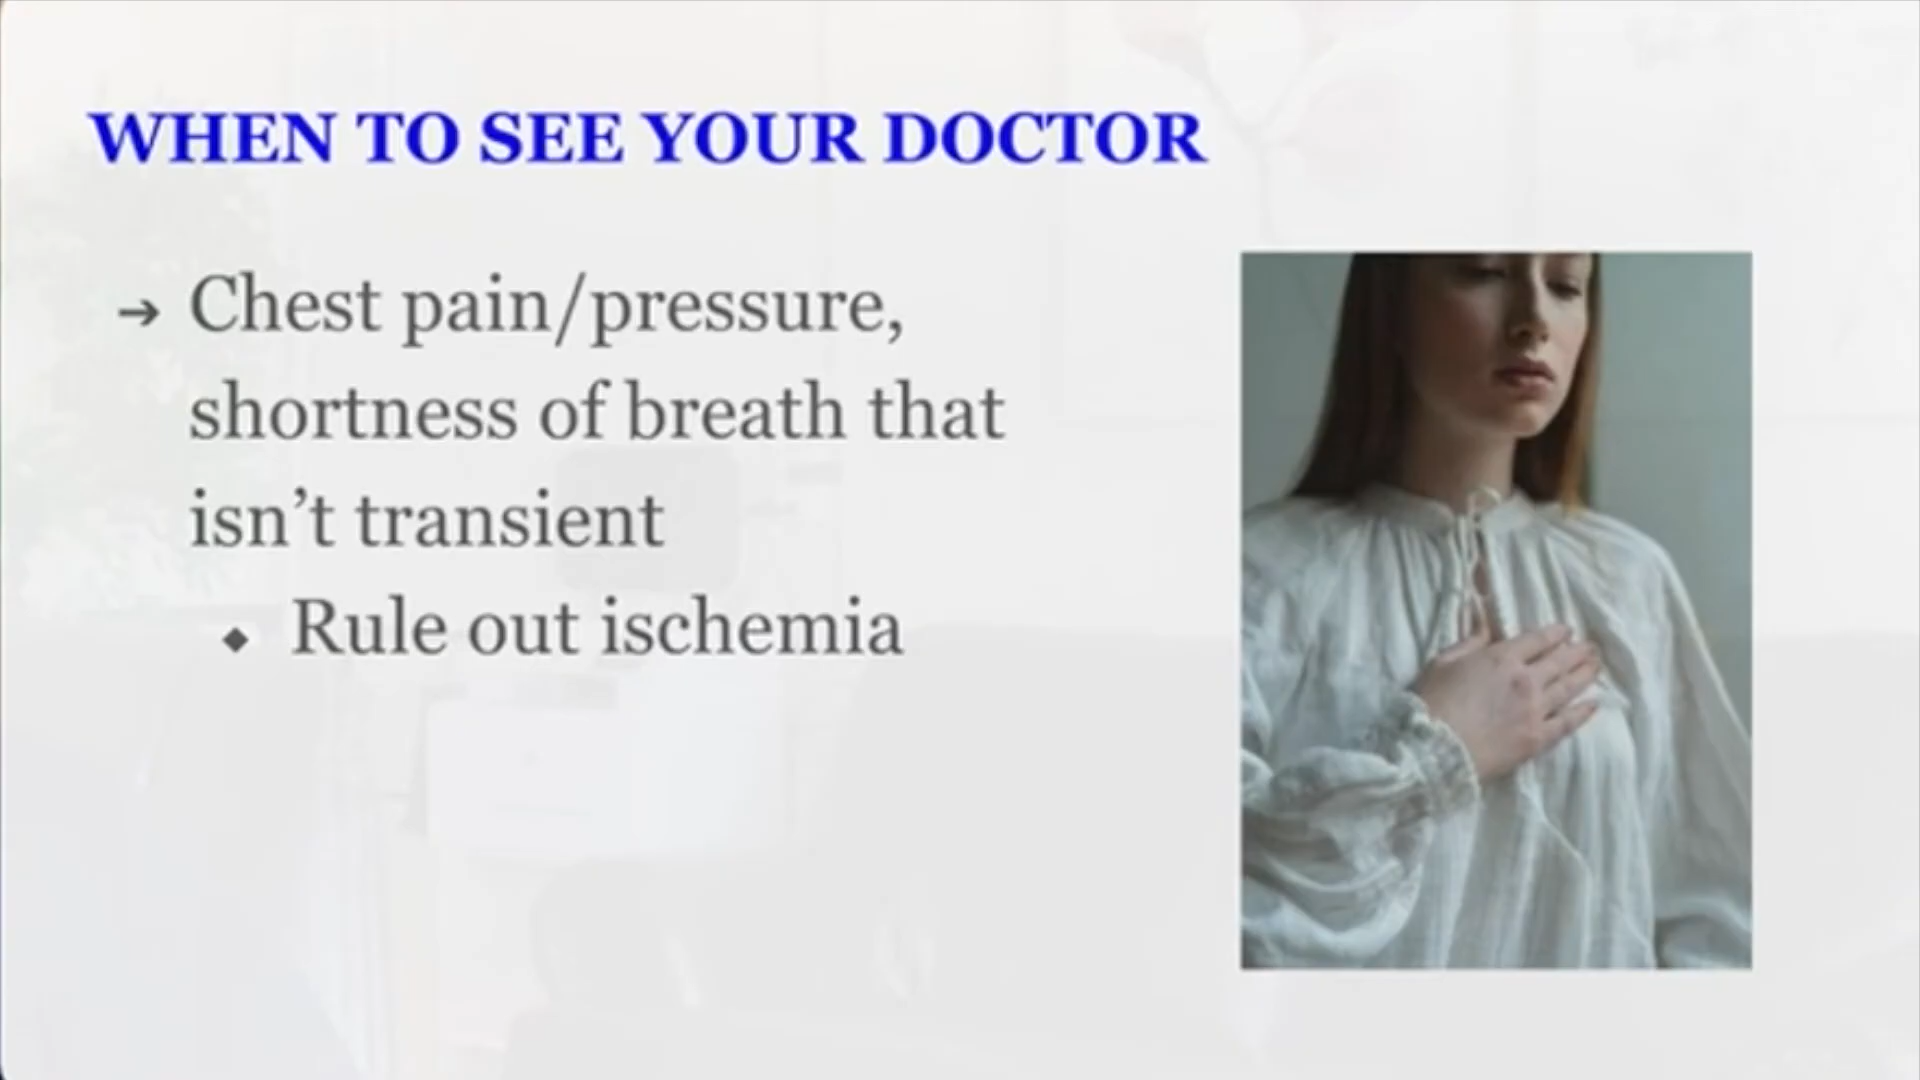 WHEN TO SEE YOUR DOCTOR
➔ Chest pain/pressure,
shortness of breath that
isn’t transient
◆ Rule out ischemia